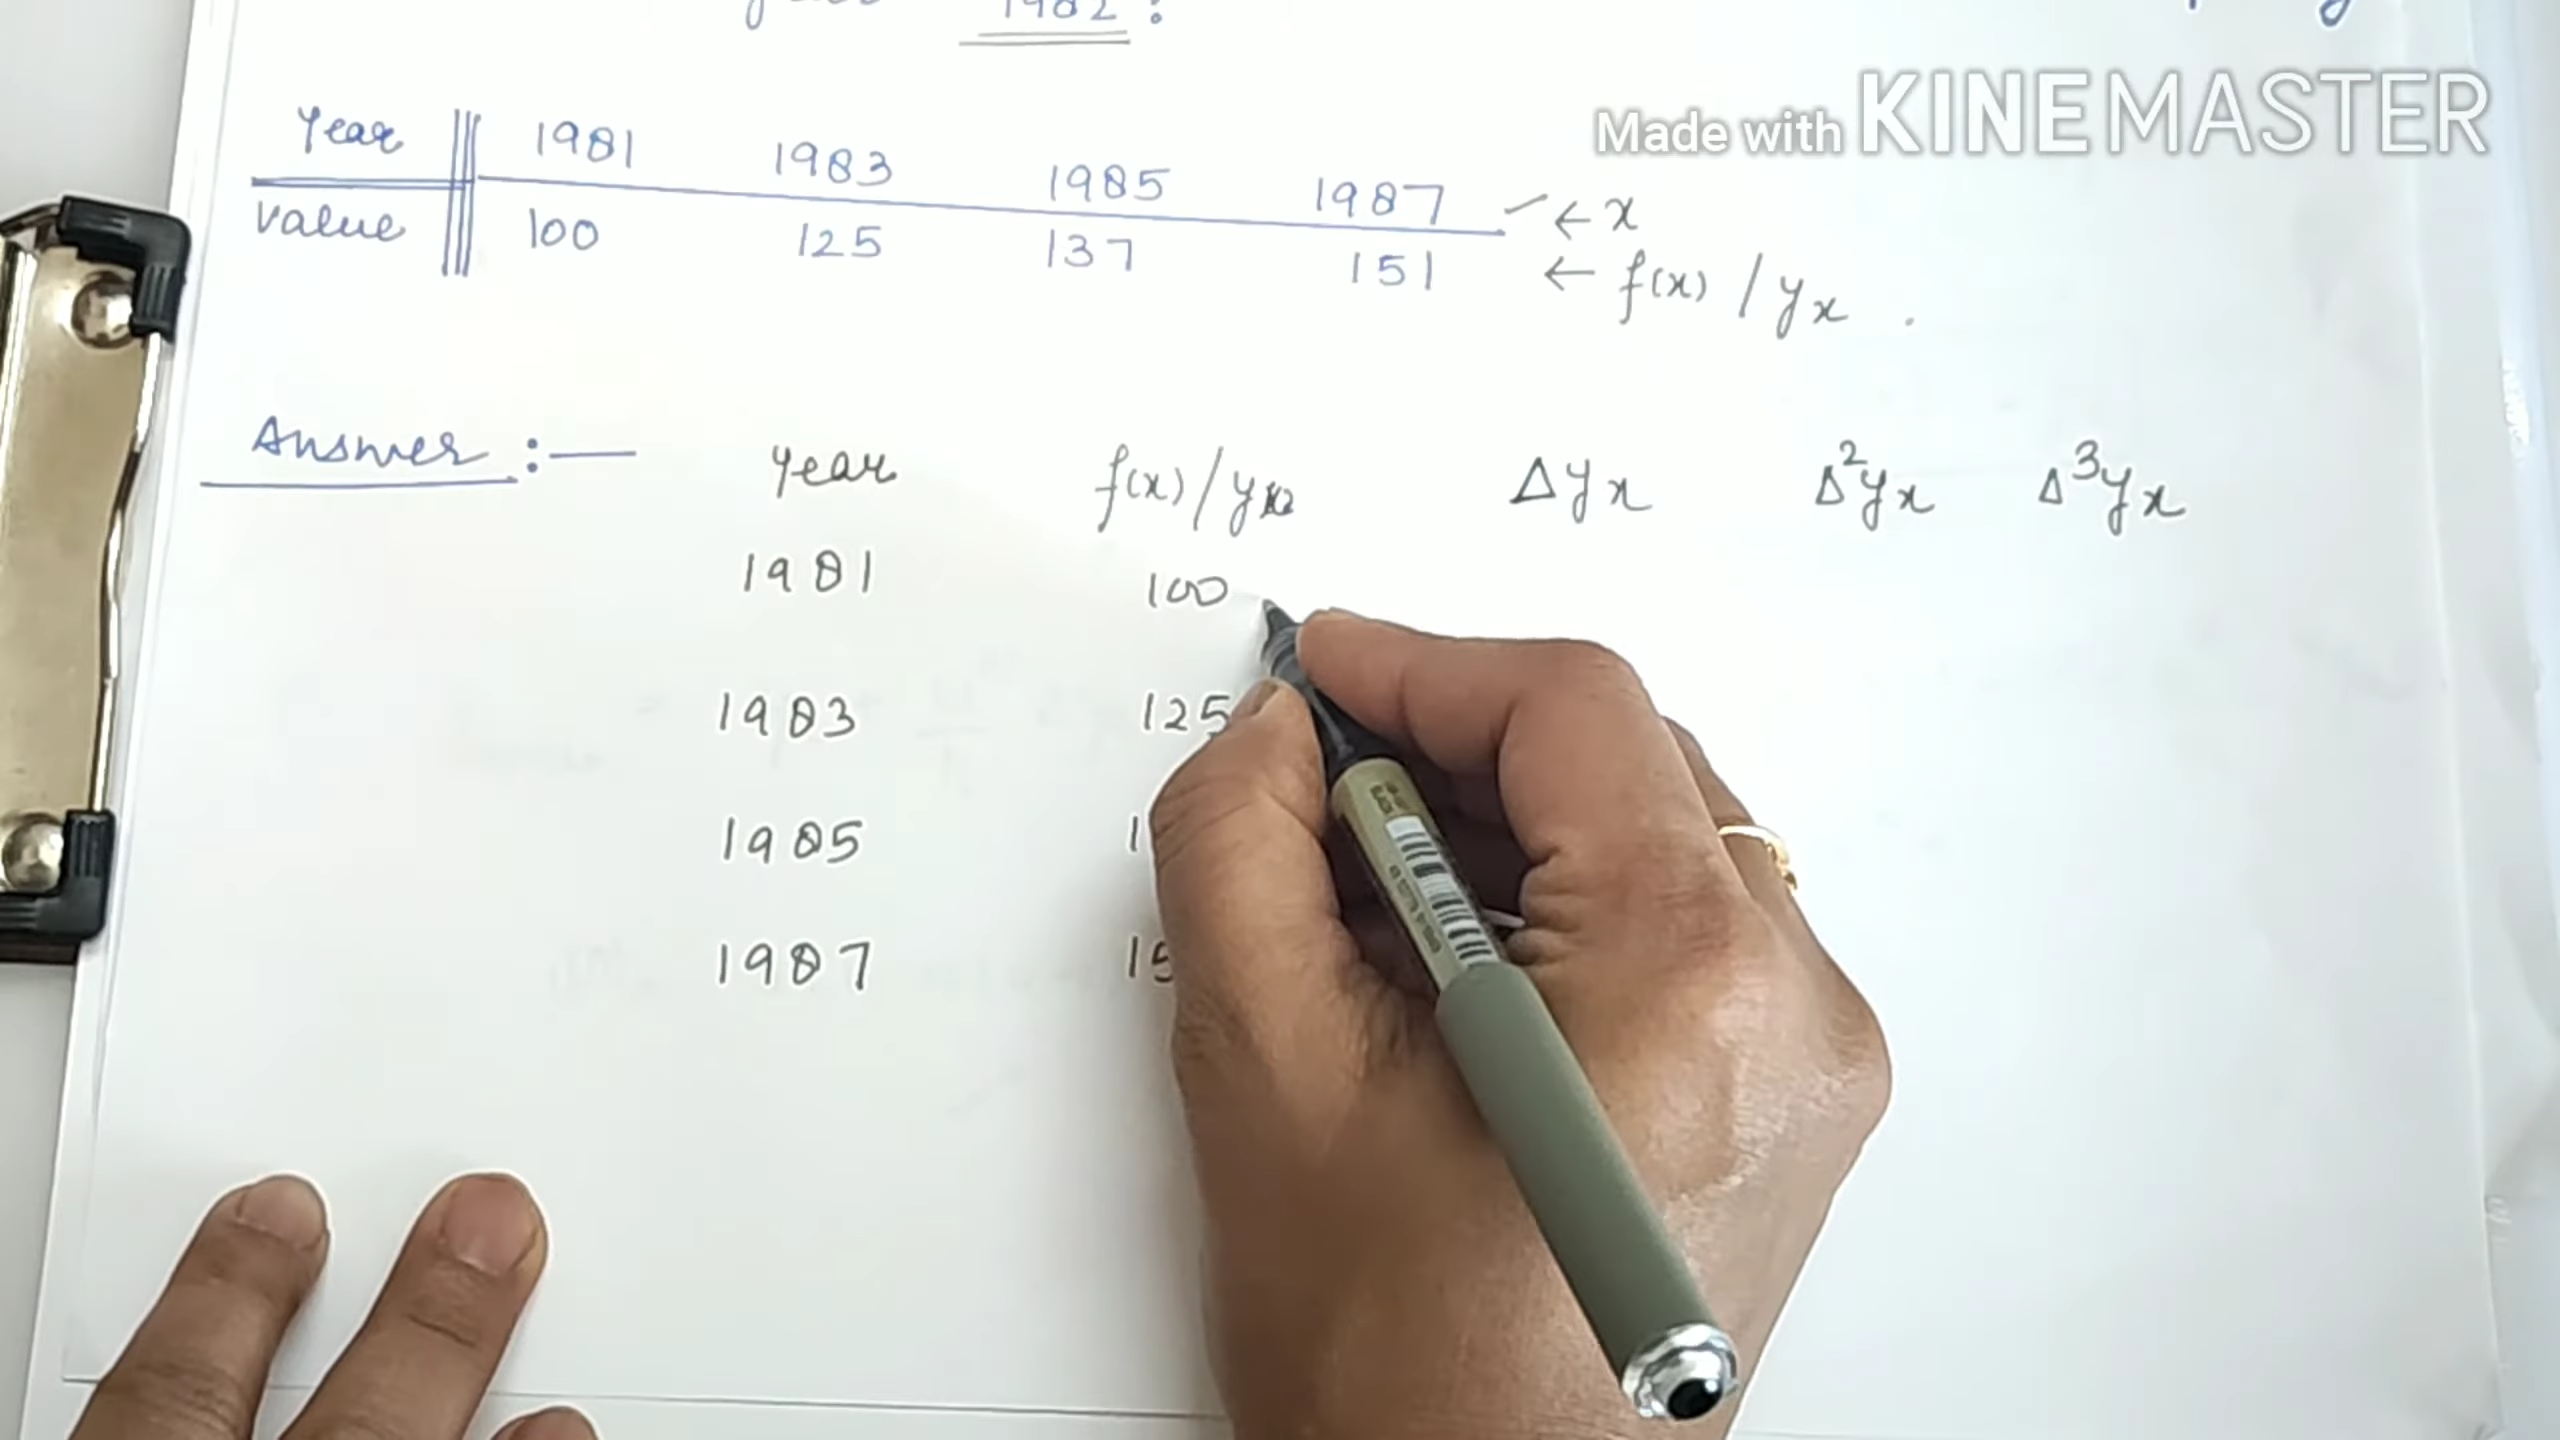 1982 :
Made with KINEMASTER
Year 1981 1983 1985 1987 ← x
Value 100 125 137 151 ← f(x) / yx .
Answer :— Year f(x)/yx Δyx Δ²yx Δ³yx
1981 100
1983 125
1985
1987